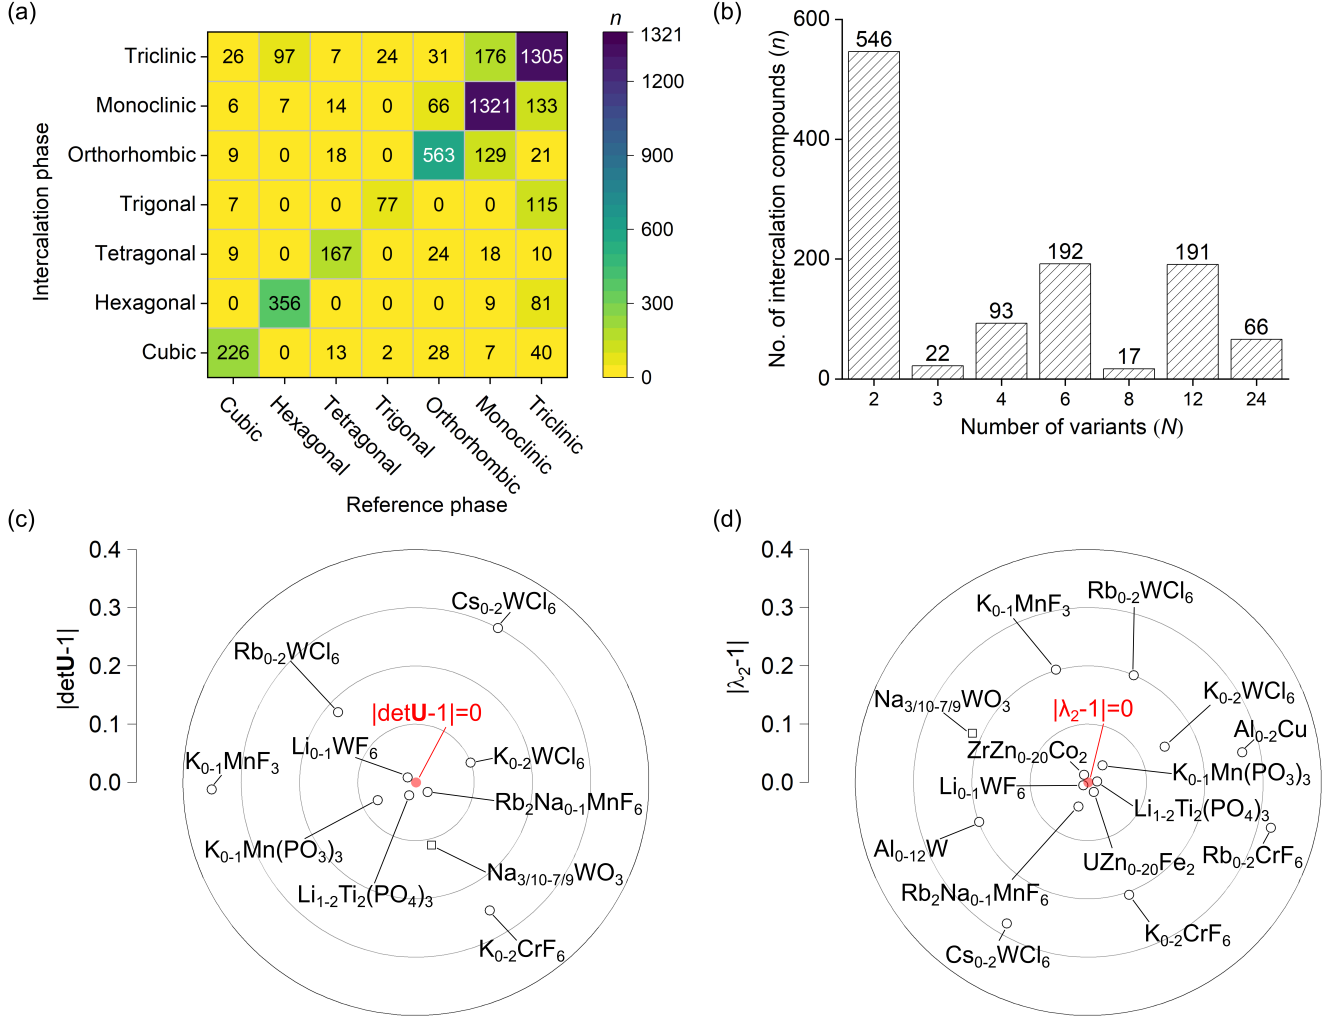 (a)
n
Triclinic 26 97 7 24 31 176 1305
Monoclinic 6 7 14 0 66 1321 133
Orthorhombic 9 0 18 0 563 129 21
Trigonal 7 0 0 77 0 0 115
Tetragonal 9 0 167 0 24 18 10
Hexagonal 0 356 0 0 0 9 81
Cubic 226 0 13 2 28 7 40
Intercalation phase
Cubic
Hexagonal
Tetragonal
Trigonal
Orthorhombic
Monoclinic
Triclinic
Reference phase
1321
1200
900
600
300
0
(b)
No. of intercalation compounds (n)
600
400
200
0
546
22
93
192
17
191
66
2 3 4 6 8 12 24
Number of variants (N)
(c)
|detU-1|
0.4
0.3
0.2
0.1
0.0
Cs₀₋₂WCl₆
Rb₀₋₂WCl₆
|detU-1|=0
Li₀₋₁WF₆
K₀₋₂WCl₆
K₀₋₁MnF₃
Rb₂Na₀₋₁MnF₆
K₀₋₁Mn(PO₃)₃
Na₃/₁₀₋₇/₉WO₃
Li₁₋₂Ti₂(PO₄)₃
K₀₋₂CrF₆
(d)
|λ₂-1|
0.4
0.3
0.2
0.1
0.0
Rb₀₋₂WCl₆
K₀₋₁MnF₃
K₀₋₂WCl₆
Na₃/₁₀₋₇/₉WO₃
|λ₂-1|=0
Al₀₋₂Cu
ZrZn₀₋₂₀Co₂
K₀₋₁Mn(PO₃)₃
Li₀₋₁WF₆
Li₁₋₂Ti₂(PO₄)₃
Al₀₋₁₂W
Rb₀₋₂CrF₆
UZn₀₋₂₀Fe₂
Rb₂Na₀₋₁MnF₆
K₀₋₂CrF₆
Cs₀₋₂WCl₆